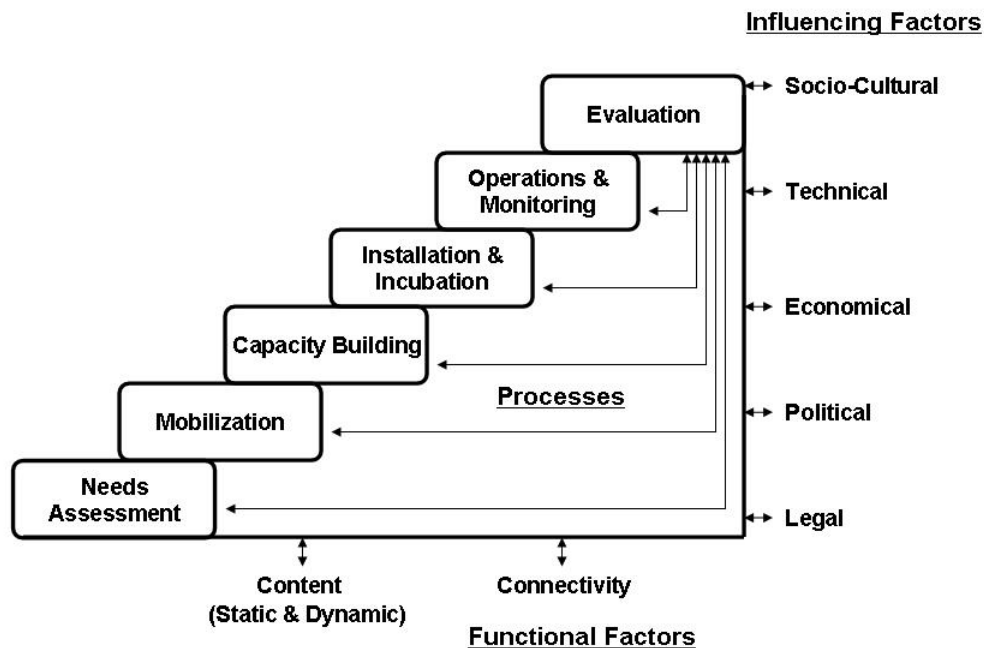 Influencing Factors
Socio-Cultural
Evaluation
Operations &
Monitoring
Technical
Installation &
Incubation
Economical
Capacity Building
Processes
Mobilization
Political
Needs
Assessment
Legal
Content
(Static & Dynamic)
Connectivity
Functional Factors